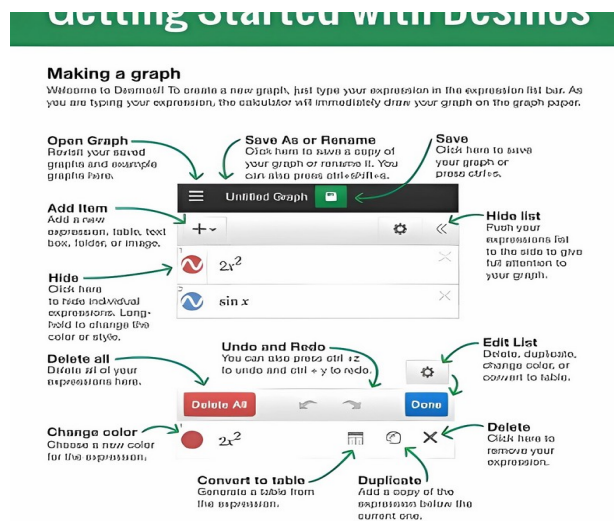 Getting Started with Desmos
Making a graph
Welcome to Desmos!! To create a new graph, just type your expression in the expression list bar. As
you are typing your expression, the calculator will immediately draw your graph on the graph paper.
Open Graph
Revisit your saved
graphs and example
graphs here.
Save As or Rename
Click here to save a copy of
your graph or rename it. You
can also press ctrl+shift+s.
Save
Click here to save
your graph or
press ctrl+s.
Untitled Graph
Add Item
Add a new
expression, table, text
box, folder, or image.
Hide list
Push your
expressions list
to the side to give
full attention to
your graph.
1
2x²
2
sin x
Hide
Click here
to hide individual
expressions. Long-
hold to change the
color or style.
Undo and Redo
You can also press ctrl +z
to undo and ctrl + y to redo.
Edit List
Delete, duplicate,
change color, or
convert to table.
Delete all
Delete all of your
expressions here.
Delete All
Done
Change color
Choose a new color
for the expression.
2x²
Delete
Click here to
remove your
expression.
Convert to table
Generate a table from
the expression.
Duplicate
Add a copy of the
expression below the
current one.